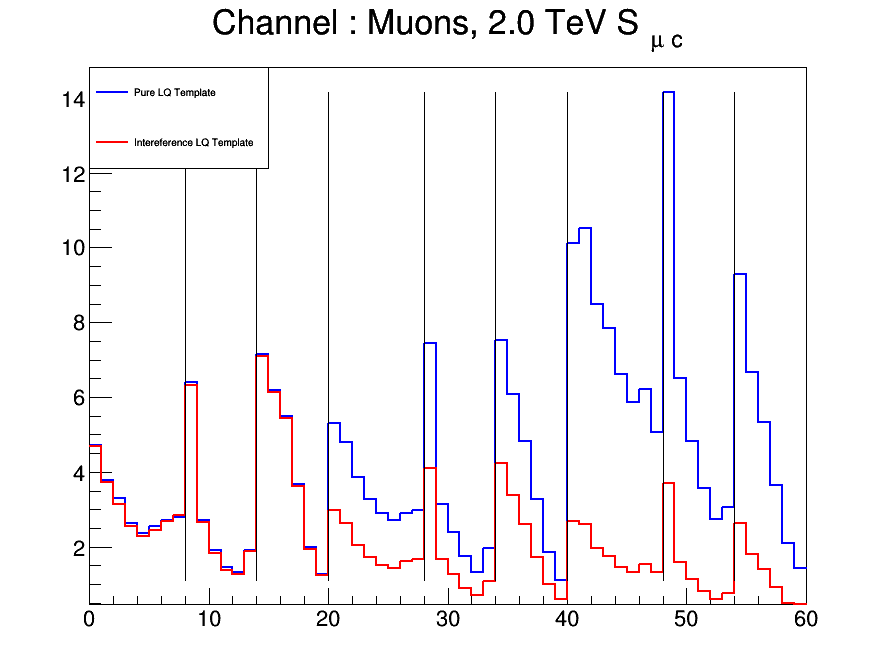 Channel : Muons, 2.0 TeV S μ c
Pure LQ Template
Intereference LQ Template
14
12
10
8
6
4
2
0 10 20 30 40 50 60